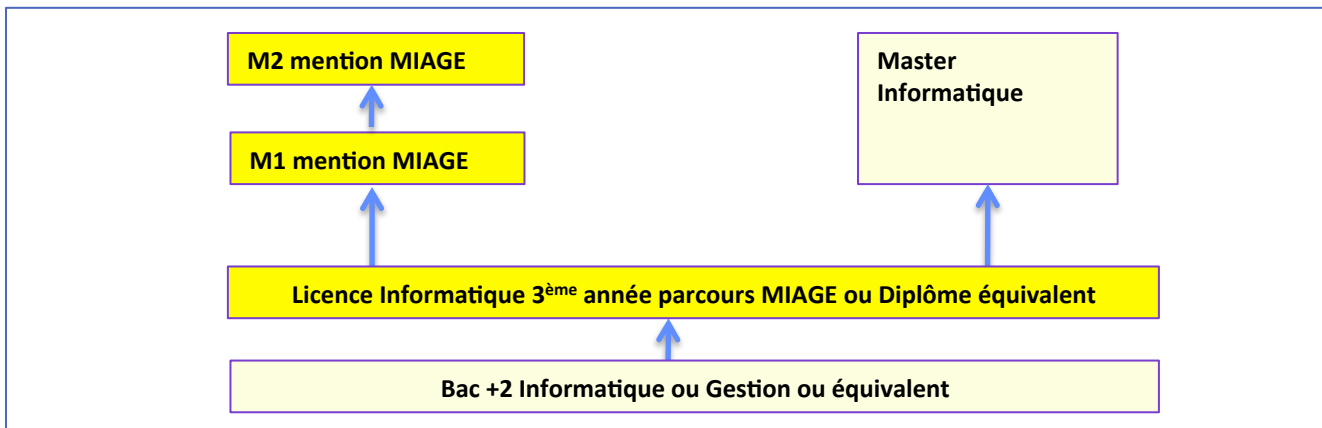 M2 mention MIAGE
Master
Informatique
M1 mention MIAGE
Licence Informatique 3ème année parcours MIAGE ou Diplôme équivalent
Bac +2 Informatique ou Gestion ou équivalent